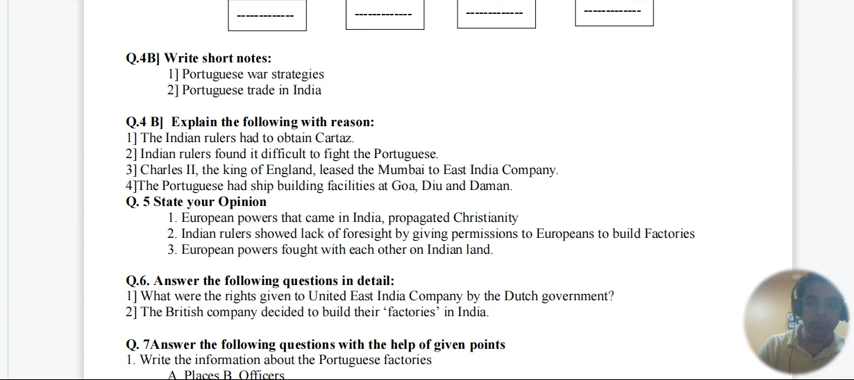 -------------
-------------
-------------
-------------
Q.4B] Write short notes:
1] Portuguese war strategies
2] Portuguese trade in India
Q.4 B] Explain the following with reason:
1] The Indian rulers had to obtain Cartaz.
2] Indian rulers found it difficult to fight the Portuguese.
3] Charles II, the king of England, leased the Mumbai to East India Company.
4]The Portuguese had ship building facilities at Goa, Diu and Daman.
Q. 5 State your Opinion
1. European powers that came in India, propagated Christianity
2. Indian rulers showed lack of foresight by giving permissions to Europeans to build Factories
3. European powers fought with each other on Indian land.
Q.6. Answer the following questions in detail:
1] What were the rights given to United East India Company by the Dutch government?
2] The British company decided to build their ‘factories’ in India.
Q. 7Answer the following questions with the help of given points
1. Write the information about the Portuguese factories
A. Places B. Officers